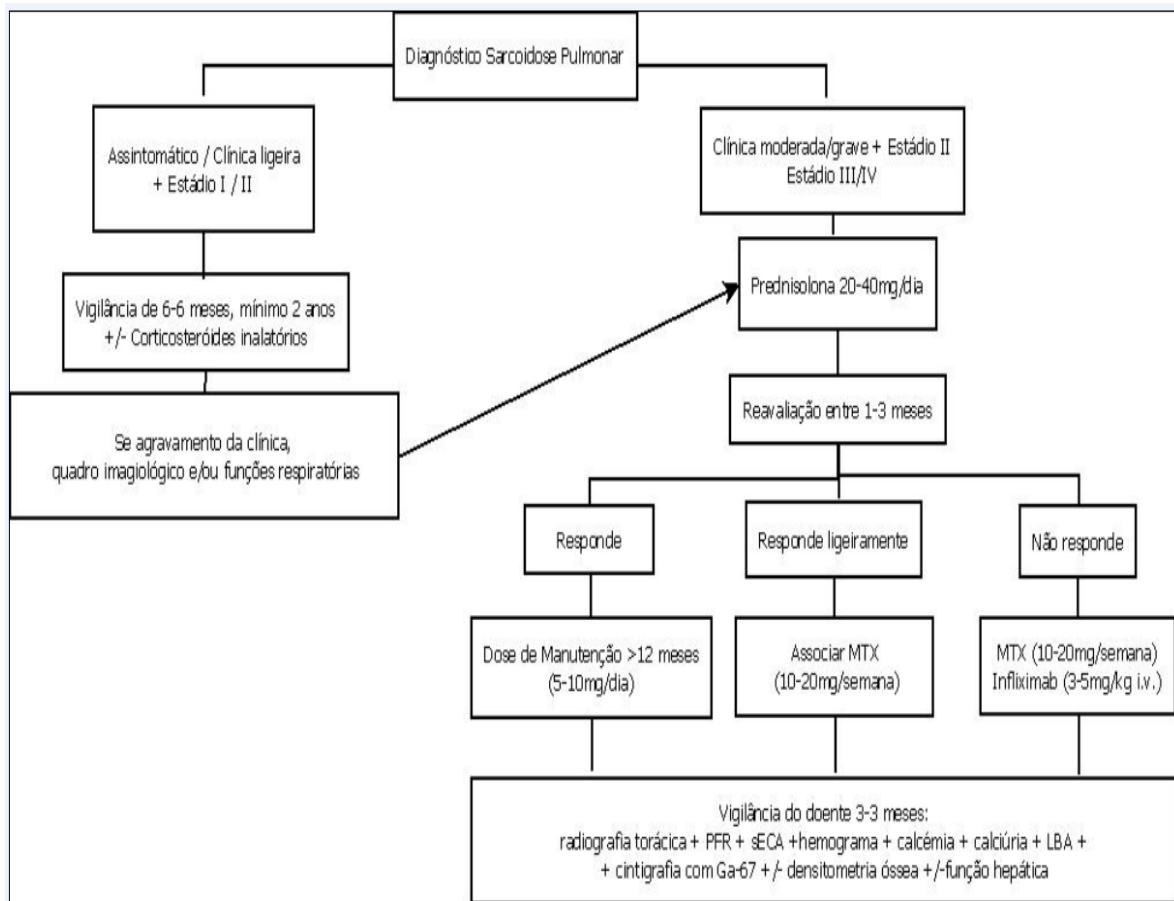 Diagnóstico Sarcoidose Pulmonar
Assintomático / Clínica ligeira
+ Estádio I / II
Clínica moderada/grave + Estádio II
Estádio III/IV
Vigilância de 6-6 meses, mínimo 2 anos
+/- Corticosteróides inalatórios
Prednisolona 20-40mg/dia
Se agravamento da clínica,
quadro imagiológico e/ou funções respiratórias
Reavaliação entre 1-3 meses
Responde
Responde ligeiramente
Não responde
Dose de Manutenção >12 meses
(5-10mg/dia)
Associar MTX
(10-20mg/semana)
MTX (10-20mg/semana)
Infliximab (3-5mg/kg i.v.)
Vigilância do doente 3-3 meses:
radiografia torácica + PFR + sECA +hemograma + calcémia + calciúria + LBA +
+ cintigrafia com Ga-67 +/- densitometria óssea +/-função hepática